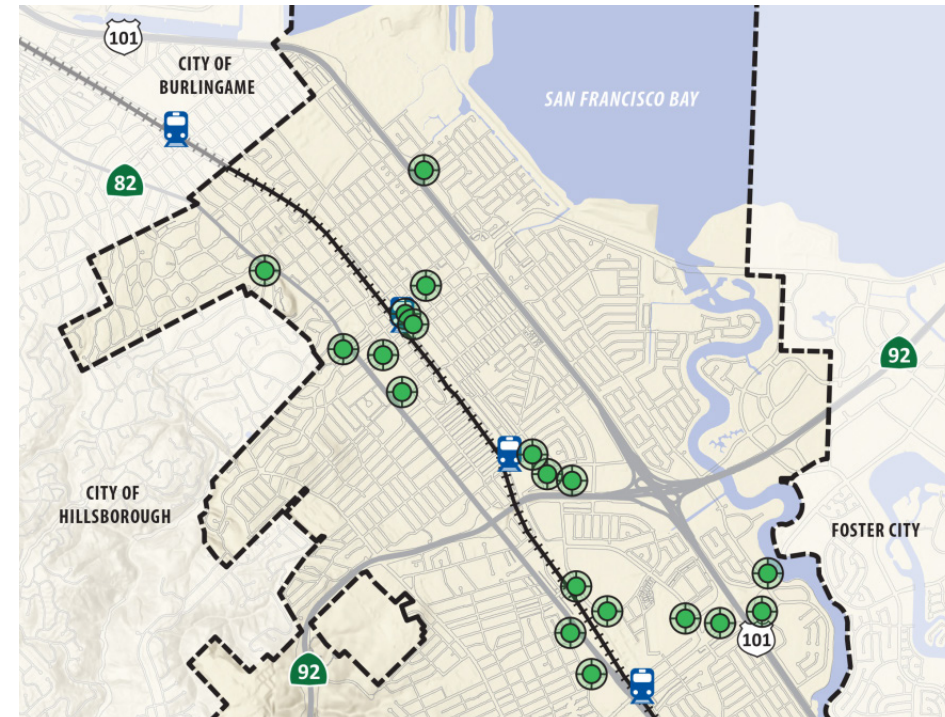 101
CITY OF
BURLINGAME
SAN FRANCISCO BAY
82
92
CITY OF
HILLSBOROUGH
FOSTER CITY
101
92